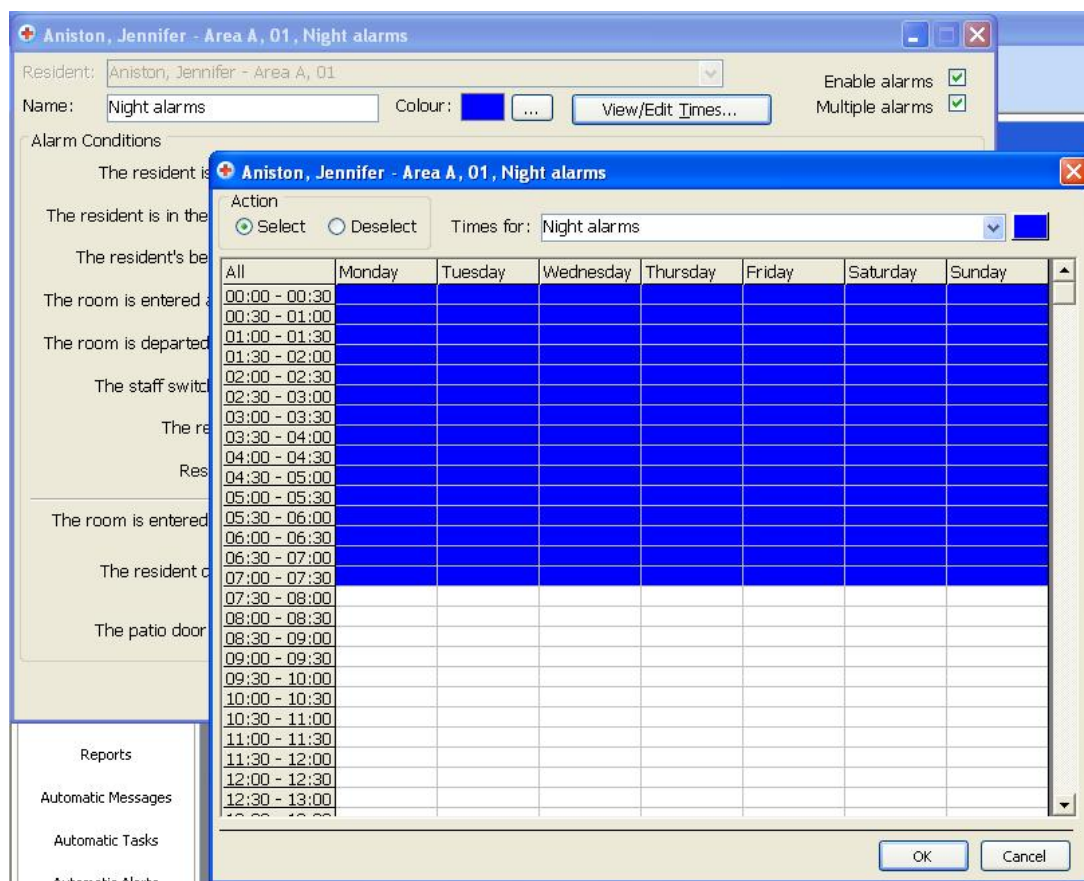 Aniston, Jennifer - Area A, 01, Night alarms
Resident: Aniston, Jennifer - Area A, 01
Enable alarms
Name: Night alarms Colour: ... View/Edit Times... Multiple alarms
Alarm Conditions
The resident is
The resident is in the
The resident's be
The room is entered
The room is departed
The staff switch
The re
Res
The room is entered
The resident
The patio door
Reports
Automatic Messages
Automatic Tasks
Aniston, Jennifer - Area A, 01, Night alarms
Action
Select Deselect Times for: Night alarms
All Monday Tuesday Wednesday Thursday Friday Saturday Sunday
00:00 - 00:30
00:30 - 01:00
01:00 - 01:30
01:30 - 02:00
02:00 - 02:30
02:30 - 03:00
03:00 - 03:30
03:30 - 04:00
04:00 - 04:30
04:30 - 05:00
05:00 - 05:30
05:30 - 06:00
06:00 - 06:30
06:30 - 07:00
07:00 - 07:30
07:30 - 08:00
08:00 - 08:30
08:30 - 09:00
09:00 - 09:30
09:30 - 10:00
10:00 - 10:30
10:30 - 11:00
11:00 - 11:30
11:30 - 12:00
12:00 - 12:30
12:30 - 13:00
OK Cancel